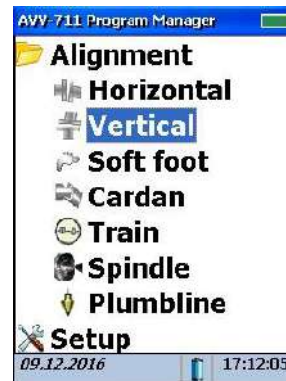 AVV-711 Program Manager
Alignment
Horizontal
Vertical
Soft foot
Cardan
Train
Spindle
Plumbline
Setup
09.12.2016 17:12:05